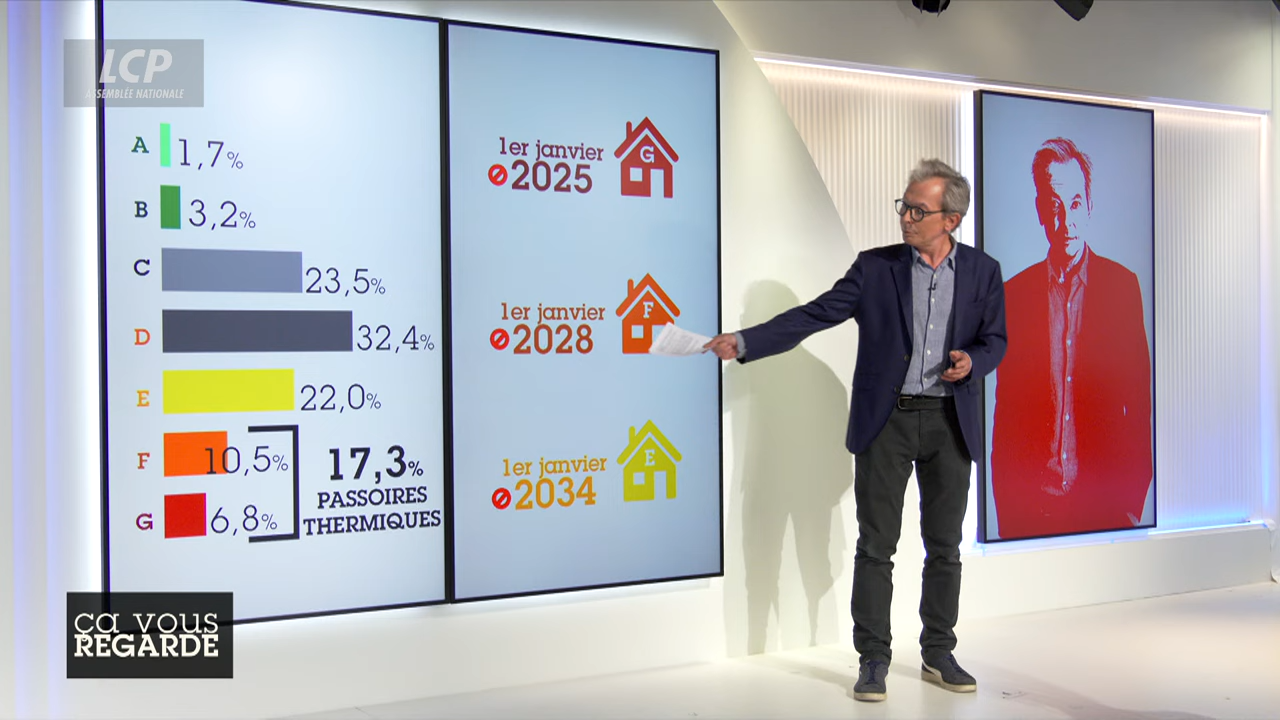 LCP
ASSEMBLÉE NATIONALE
A 1,7%
B 3,2%
C 23,5%
D 32,4%
E 22,0%
F 10,5%
G 6,8%
17,3%
PASSOIRES
THERMIQUES
1er janvier
2025
G
1er janvier
2028
F
1er janvier
2034
E
ça vous
REGARDE